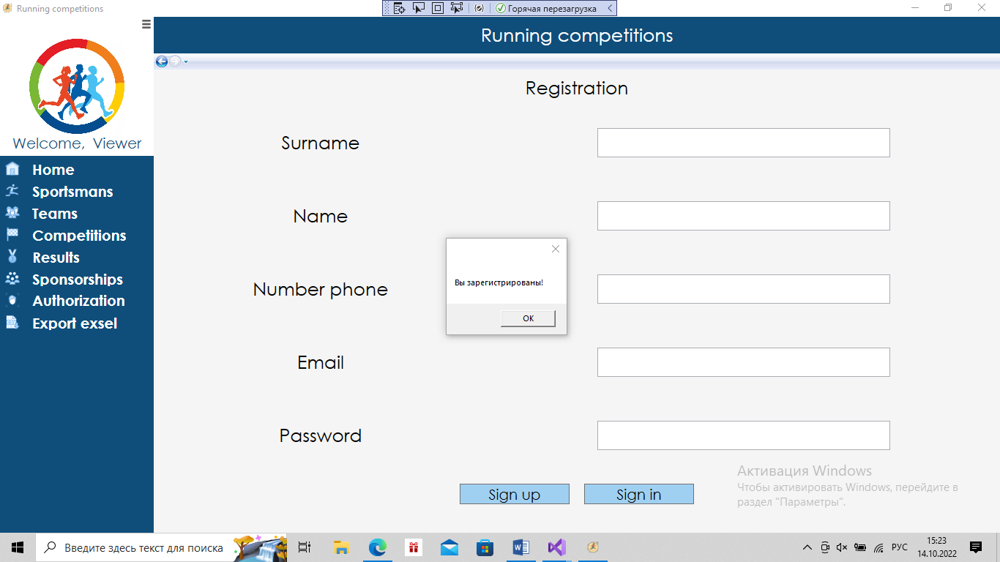 Running competitions
Горячая перезагрузка
Running competitions
Welcome, Viewer
Home
Sportsmans
Teams
Competitions
Results
Sponsorships
Authorization
Export exsel
Registration
Surname
Name
Number phone
Email
Password
Вы зарегистрированы!
OK
Sign up
Sign in
Активация Windows
Чтобы активировать Windows, перейдите в
раздел "Параметры".
Введите здесь текст для поиска
РУС
15:23
14.10.2022